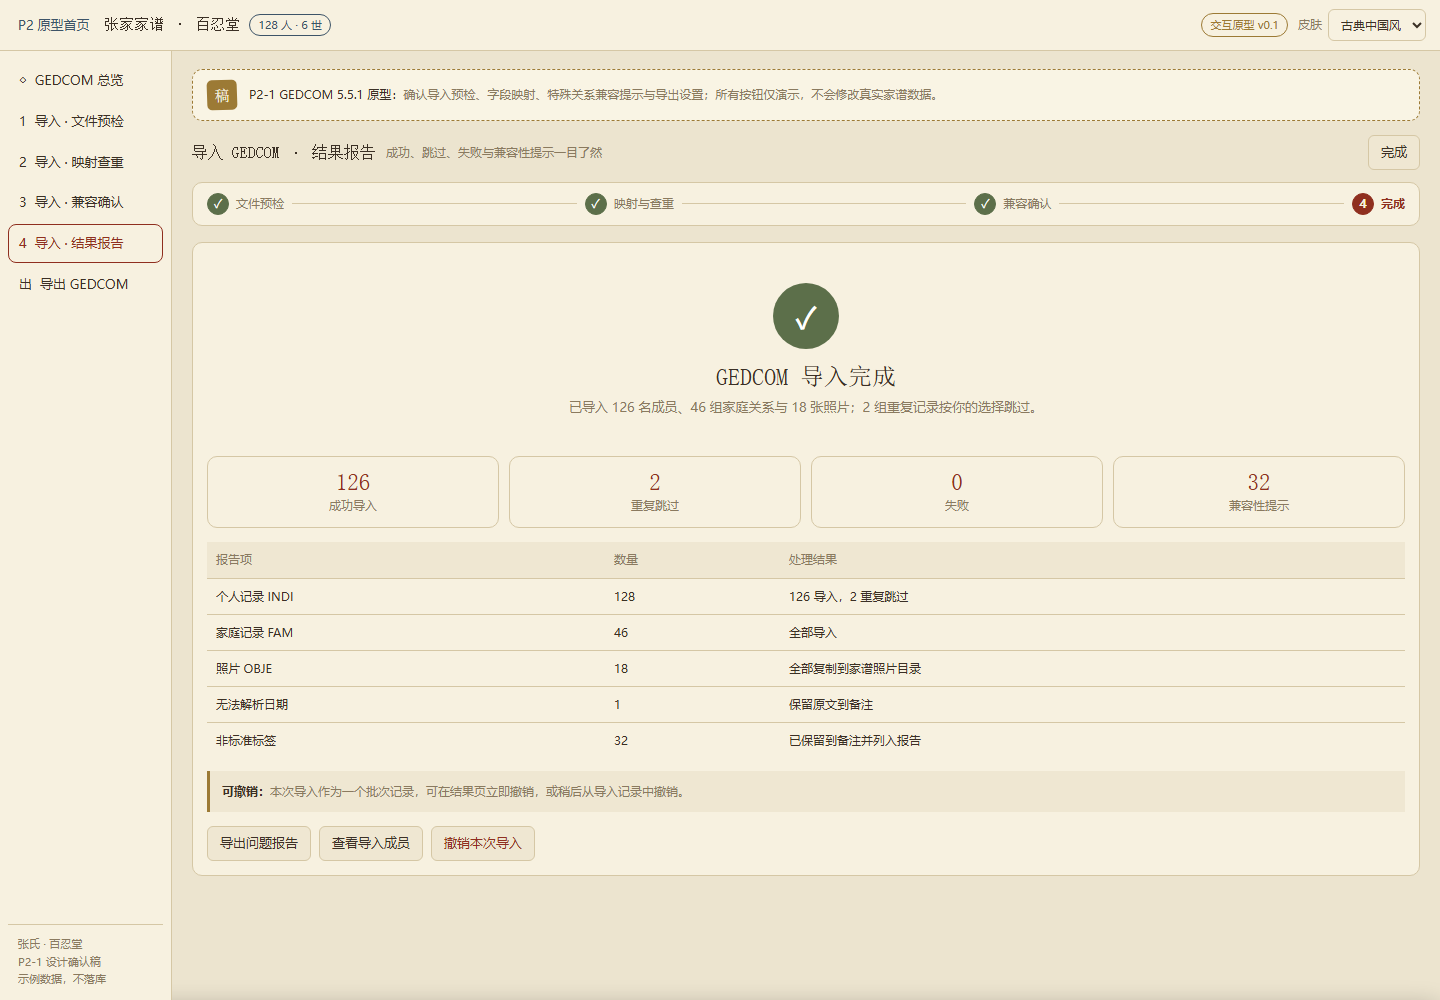 P2 原型首页 张家家谱 · 百忍堂 128 人 · 6 世 交互原型 v0.1 皮肤 古典中国风
GEDCOM 总览
1 导入 · 文件预检
2 导入 · 映射查重
3 导入 · 兼容确认
4 导入 · 结果报告
出 导出 GEDCOM
张氏 · 百忍堂
P2-1 设计确认稿
示例数据，不落库
稿 P2-1 GEDCOM 5.5.1 原型：确认导入预检、字段映射、特殊关系兼容提示与导出设置；所有按钮仅演示，不会修改真实家谱数据。
导入 GEDCOM · 结果报告 成功、跳过、失败与兼容性提示一目了然 完成
✓ 文件预检 ✓ 映射与查重 ✓ 兼容确认 4 完成
✓
GEDCOM 导入完成
已导入 126 名成员、46 组家庭关系与 18 张照片；2 组重复记录按你的选择跳过。
126 2 0 32
成功导入 重复跳过 失败 兼容性提示
报告项 数量 处理结果
个人记录 INDI 128 126 导入，2 重复跳过
家庭记录 FAM 46 全部导入
照片 OBJE 18 全部复制到家谱照片目录
无法解析日期 1 保留原文到备注
非标准标签 32 已保留到备注并列入报告
可撤销：本次导入作为一个批次记录，可在结果页立即撤销，或稍后从导入记录中撤销。
导出问题报告 查看导入成员 撤销本次导入